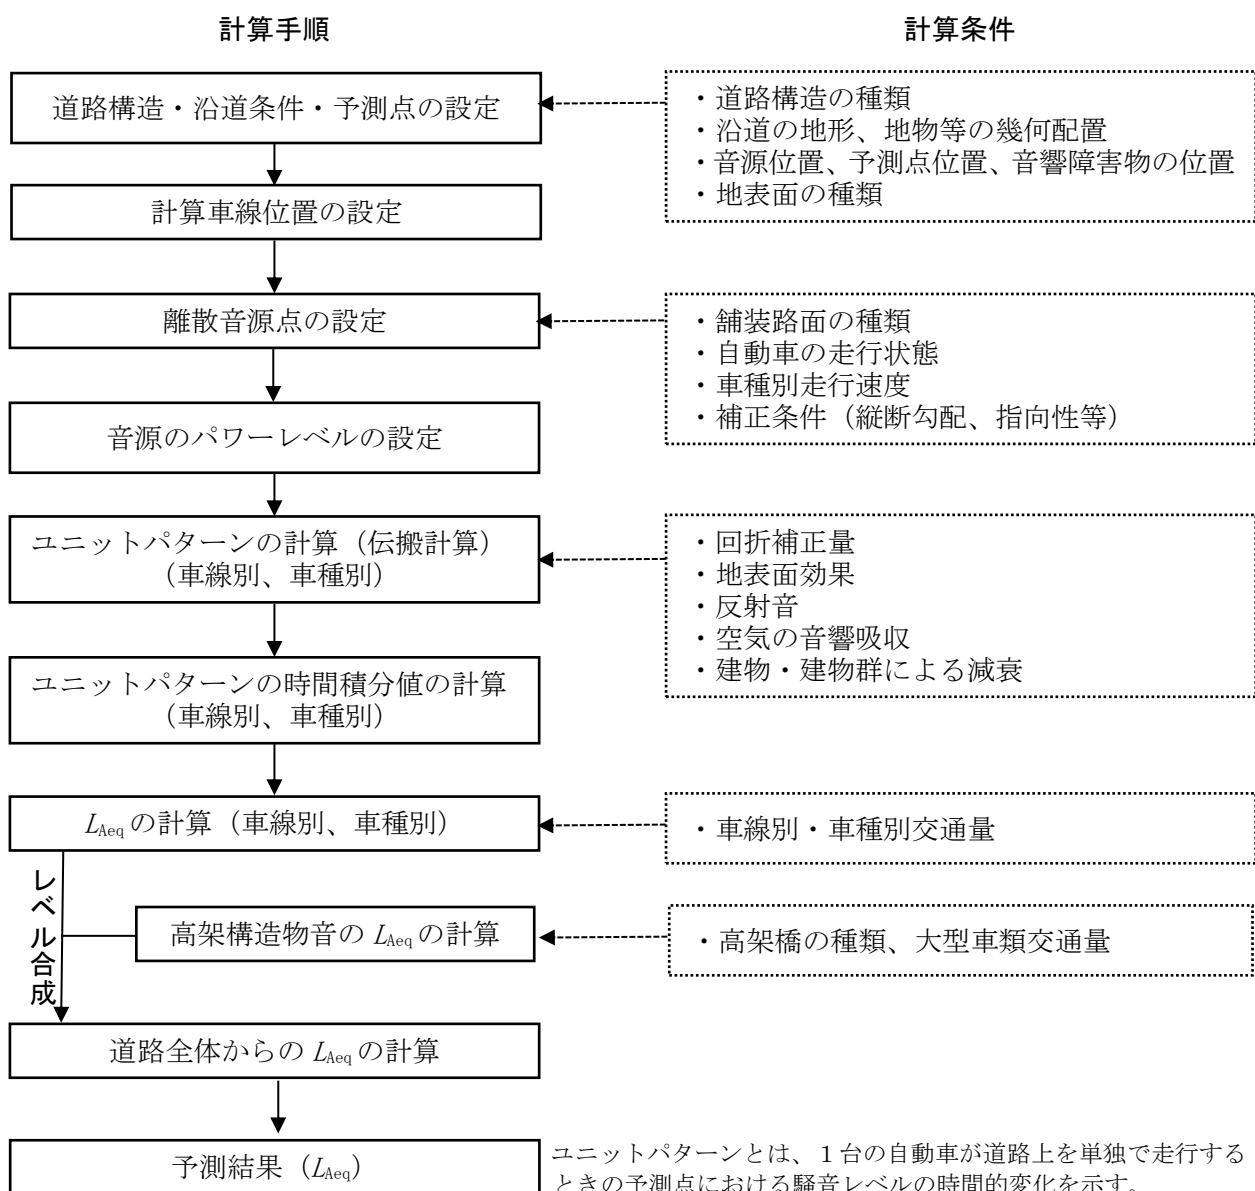 計算手順
計算条件
道路構造・沿道条件・予測点の設定
・道路構造の種類
・沿道の地形、地物等の幾何配置
・音源位置、予測点位置、音響障害物の位置
・地表面の種類
計算車線位置の設定
離散音源点の設定
・舗装路面の種類
・自動車の走行状態
・車種別走行速度
・補正条件（縦断勾配、指向性等）
音源のパワーレベルの設定
ユニットパターンの計算（伝搬計算）
（車線別、車種別）
・回折補正量
・地表面効果
・反射音
・空気の音響吸収
・建物・建物群による減衰
ユニットパターンの時間積分値の計算
（車線別、車種別）
LAeq の計算（車線別、車種別）
・車線別・車種別交通量
レベル合成
高架構造物音の LAeq の計算
・高架橋の種類、大型車類交通量
道路全体からの LAeq の計算
予測結果（LAeq）
ユニットパターンとは、１台の自動車が道路上を単独で走行する
ときの予測点における騒音レベルの時間的変化を示す。